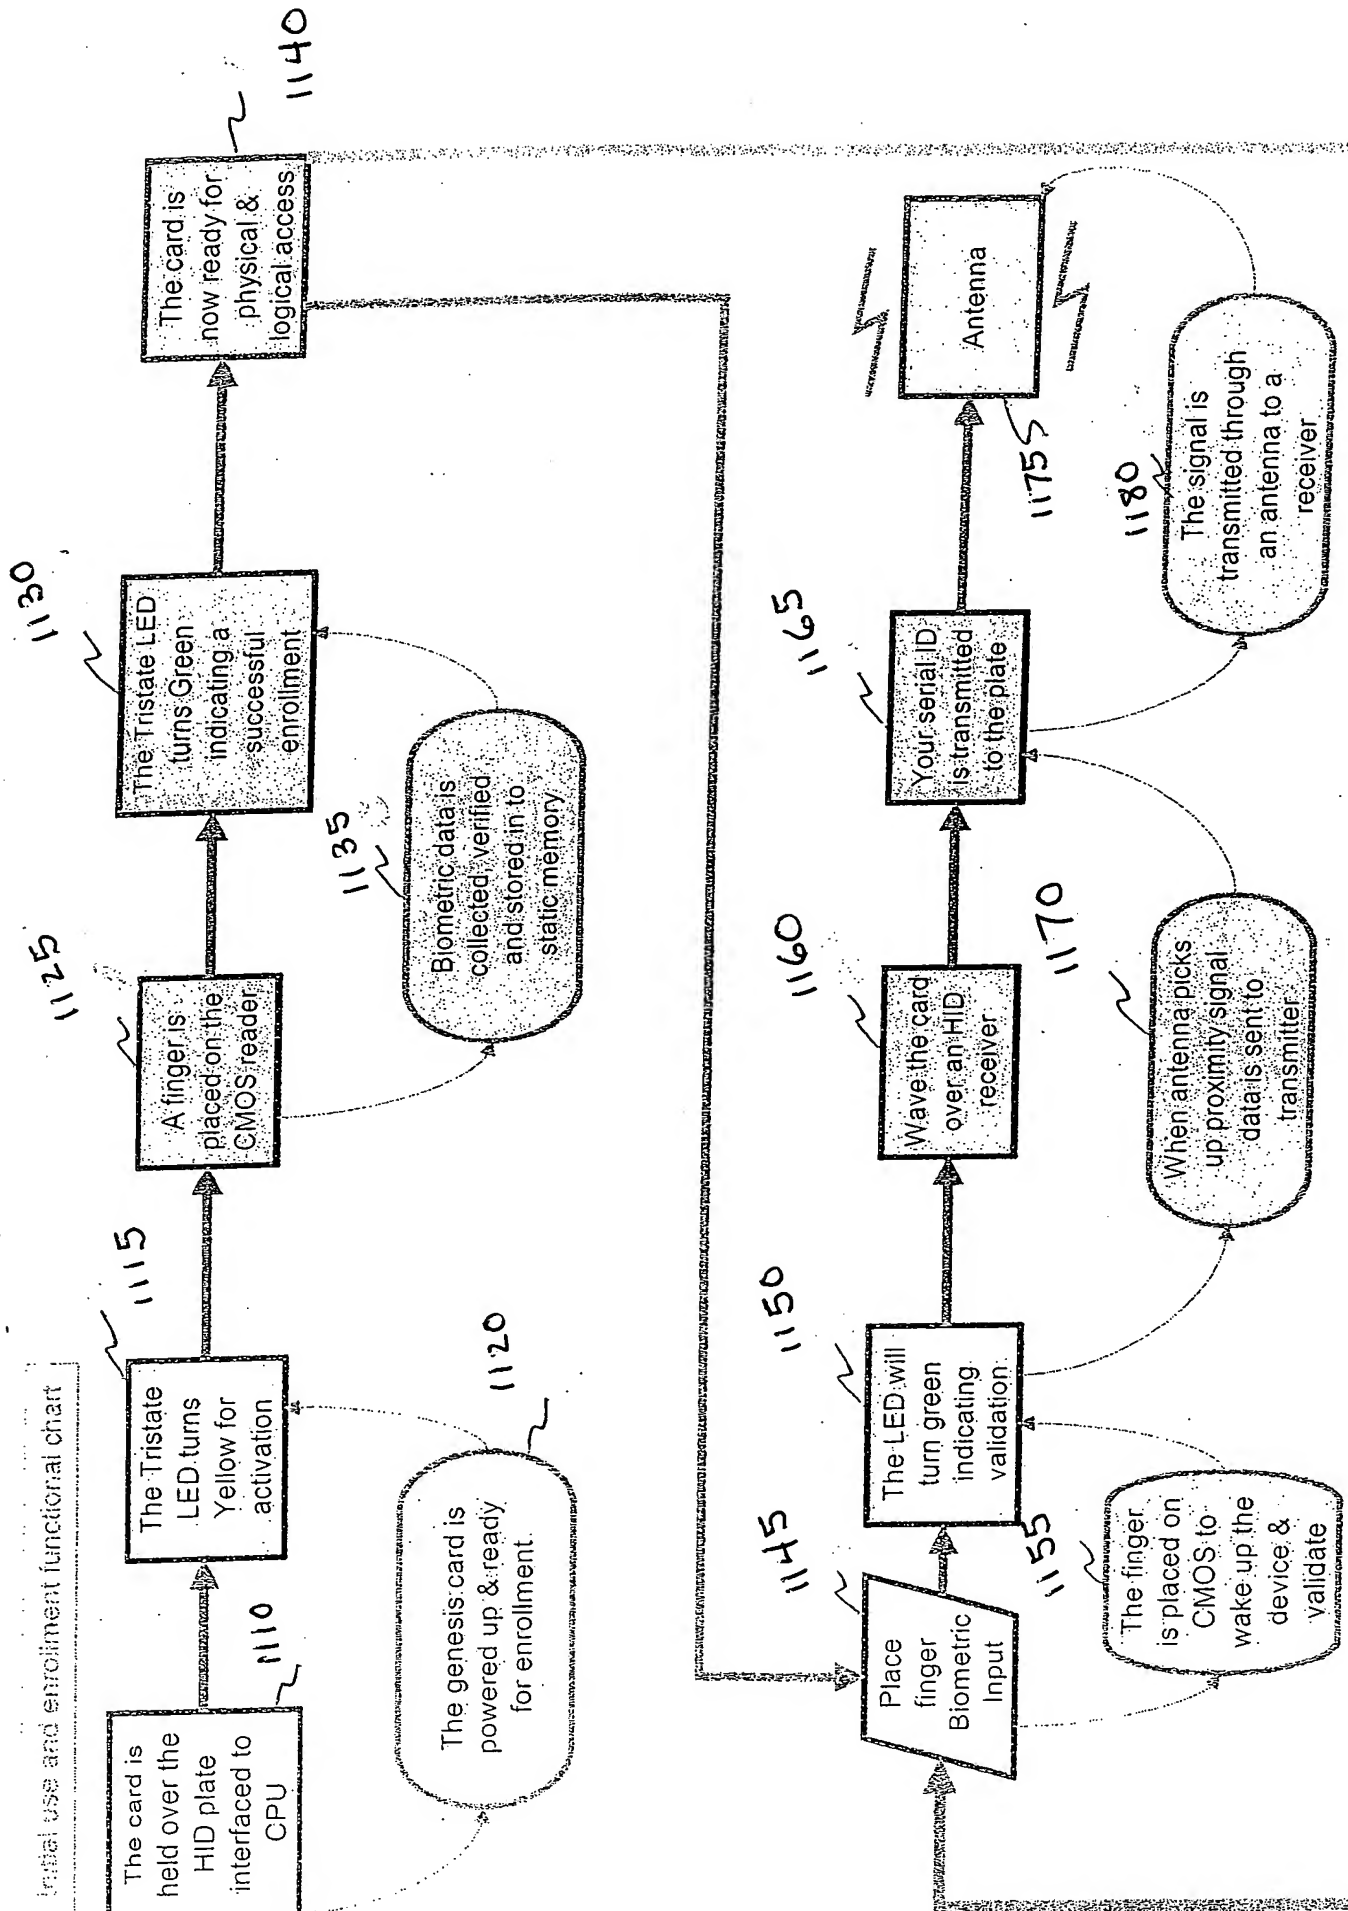 Initial use and enrollment functional chart
The card is
held over the
HID plate
interfaced to
CPU
1110
The Tristate
LED turns
Yellow for
activation
1115
The genesis card is
powered up & ready
for enrollment.
1120
A finger is
placed on the
CMOS reader
1125
The Tristate LED
turns Green
indicating a
successful
enrollment
1130
Biometric data is
collected, verified
and stored in to
static memory
1135
The card is
now ready for
physical &
logical access
1140
Place
finger
Biometric
Input
1145
The LED will
turn green
indicating
validation
1150
The finger
is placed on
CMOS to
wake up the
device &
validate
1155
Wave the card
over an HID
receiver
1160
Your serial ID
is transmitted
to the plate
1165
When antenna picks
up proximity signal
data is sent to
transmitter
1170
Antenna
1175
The signal is
transmitted through
an antenna to a
receiver
1180